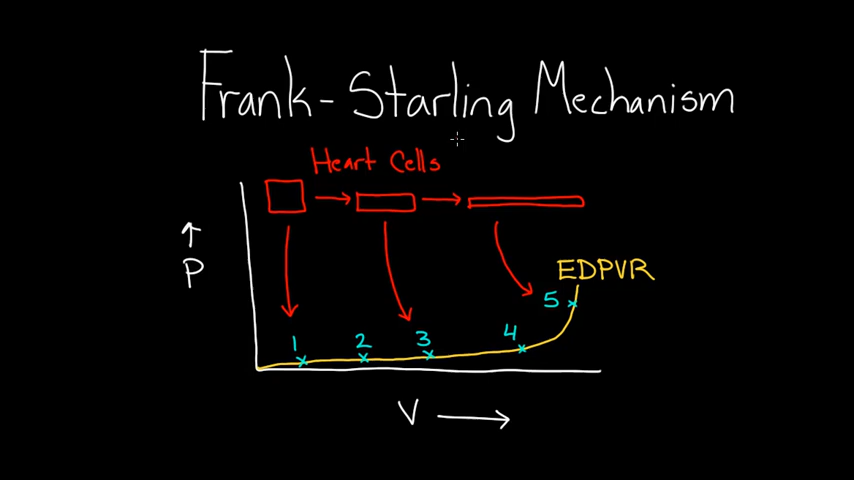 Frank-Starling Mechanism
Heart Cells
EDPVR
↑
P
1 2 3 4 5
V →